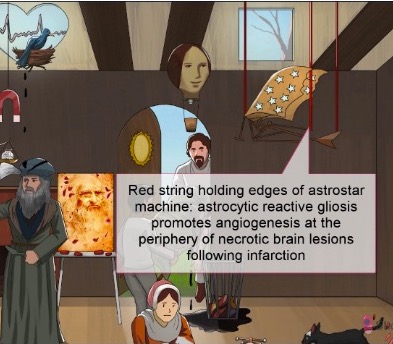 Red string holding edges of astrostar
machine: astrocytic reactive gliosis
promotes angiogenesis at the
periphery of necrotic brain lesions
following infarction